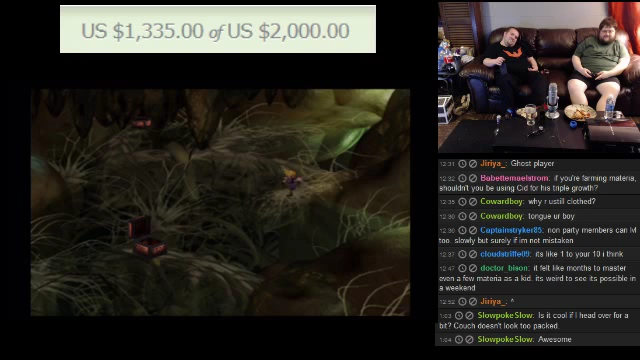 US $1,335.00 of US $2,000.00
12:31 Jiriya_: Ghost player
12:32 Babettemaelstrom: if you're farming materia,
shouldn't you be using Cid for his triple growth?
12:35 Cowardboy: why r ustill clothed?
12:36 Cowardboy: tongue ur boy
12:36 Captainstryker85: non party members can lvl
too. slowly but surely if im not mistaken
12:37 cloudstrife09: its like 1 to your 10 i think
12:47 doctor_bison: it felt like months to master
even a few materia as a kid. its weird to see its possible in
a weekend
12:52 Jiriya_: ^
1:03 SlowpokeSlow: Is it cool if I head over for a
bit? Couch doesn't look too packed.
1:04 SlowpokeSlow: Awesome